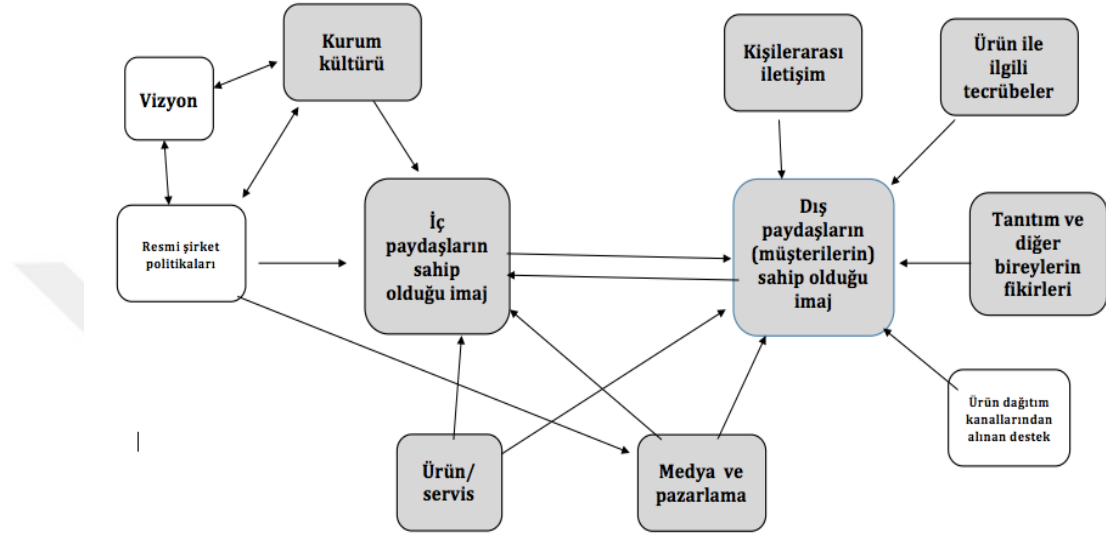 Kurum
kültürü
Kişilerarası
iletişim
Ürün ile
ilgili
tecrübeler
Vizyon
Resmi şirket
politikaları
İç
paydaşların
sahip
olduğu imaj
Dış
paydaşların
(müşterilerin)
sahip olduğu
imaj
Tanıtım ve
diğer
bireylerin
fikirleri
Ürün dağıtım
kanallarından
alınan destek
Ürün/
servis
Medya ve
pazarlama